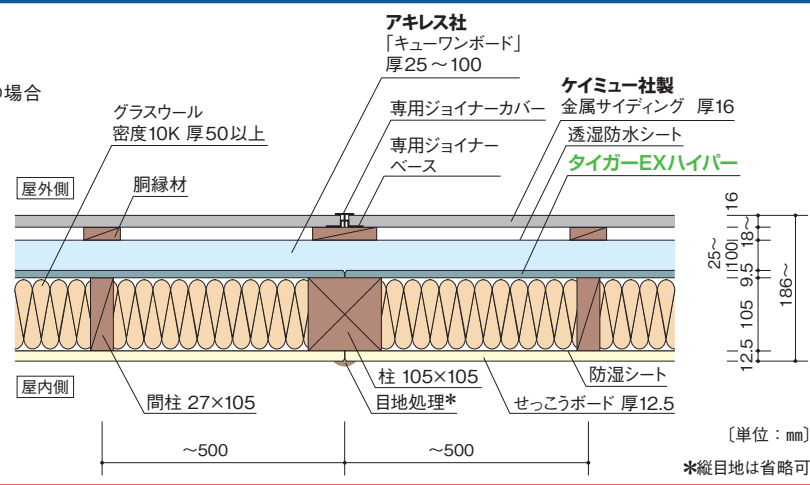 の場合
アキレス社
「キューワンボード」
厚25～100
ケイミュー社製
金属サイディング 厚16
グラスウール
密度10K 厚50以上
専用ジョイナーカバー
透湿防水シート
専用ジョイナー
ベース
タイガーEXハイパー
屋外側
胴縁材
16
18～
25～
100
9.5
105
12.5
186～
屋内側
間柱 27×105
柱 105×105
目地処理*
防湿シート
せっこうボード 厚12.5
～500
～500
〔単位：㎜〕
*縦目地は省略可